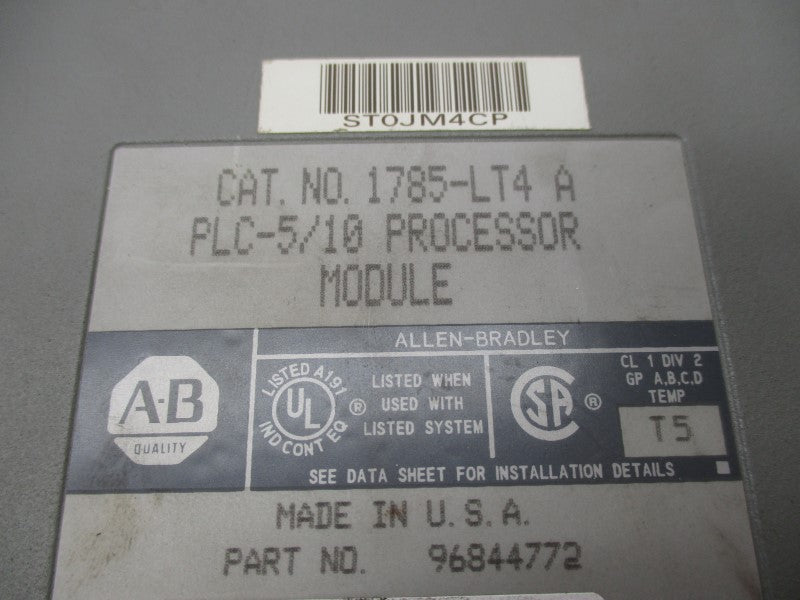 ST0JM4CP
CAT. NO. 1785-LT4 A
PLC-5/10 PROCESSOR
MODULE
ALLEN-BRADLEY
A-B
QUALITY
LISTED A191
UL
IND CONT EQ
®
LISTED WHEN
USED WITH
LISTED SYSTEM
SA
®
CL 1 DIV 2
GP A,B,C,D
TEMP
T5
SEE DATA SHEET FOR INSTALLATION DETAILS
MADE IN U.S.A.
PART NO. 96844772